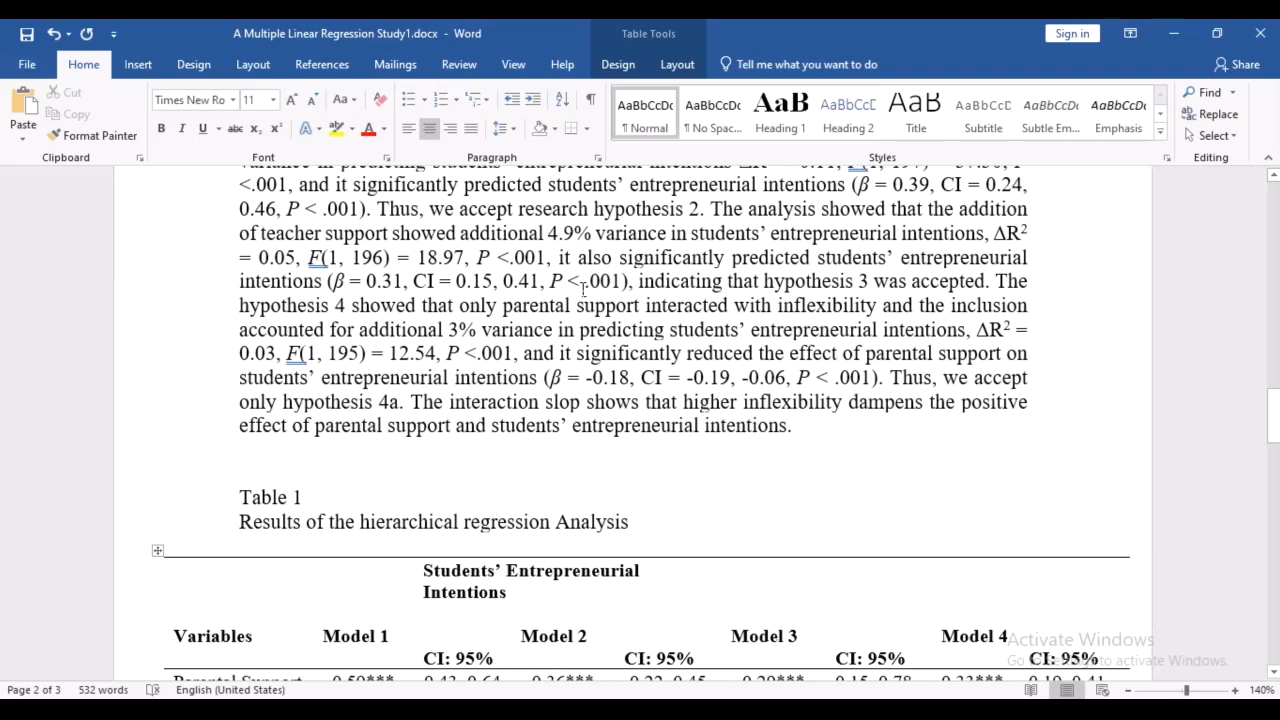 A Multiple Linear Regression Study1.docx - Word
Table Tools
Sign in
File Home Insert Design Layout References Mailings Review View Help Design Layout Tell me what you want to do Share
Paste
Cut
Copy
Format Painter
Clipboard
Times New Ro 11
Font
Paragraph
AaBbCcDc ¶ Normal
AaBbCcDc ¶ No Spac...
AaB Heading 1
AaBbCcD Heading 2
AaB Title
AaBbCcD Subtitle
AaBbCcDc Subtle Em...
AaBbCcDc Emphasis
Styles
Find
Replace
Select
Editing
<.001, and it significantly predicted students’ entrepreneurial intentions (β = 0.39, CI = 0.24,
0.46, P < .001). Thus, we accept research hypothesis 2. The analysis showed that the addition
of teacher support showed additional 4.9% variance in students’ entrepreneurial intentions, ΔR²
= 0.05, F(1, 196) = 18.97, P <.001, it also significantly predicted students’ entrepreneurial
intentions (β = 0.31, CI = 0.15, 0.41, P <.001), indicating that hypothesis 3 was accepted. The
hypothesis 4 showed that only parental support interacted with inflexibility and the inclusion
accounted for additional 3% variance in predicting students’ entrepreneurial intentions, ΔR² =
0.03, F(1, 195) = 12.54, P <.001, and it significantly reduced the effect of parental support on
students’ entrepreneurial intentions (β = -0.18, CI = -0.19, -0.06, P < .001). Thus, we accept
only hypothesis 4a. The interaction slop shows that higher inflexibility dampens the positive
effect of parental support and students’ entrepreneurial intentions.
Table 1
Results of the hierarchical regression Analysis
Students’ Entrepreneurial
Intentions
Variables Model 1 Model 2 Model 3 Model 4
CI: 95% CI: 95% CI: 95% CI: 95%
Activate Windows
Go to Settings to activate Windows.
Page 2 of 3 532 words English (United States) 140%